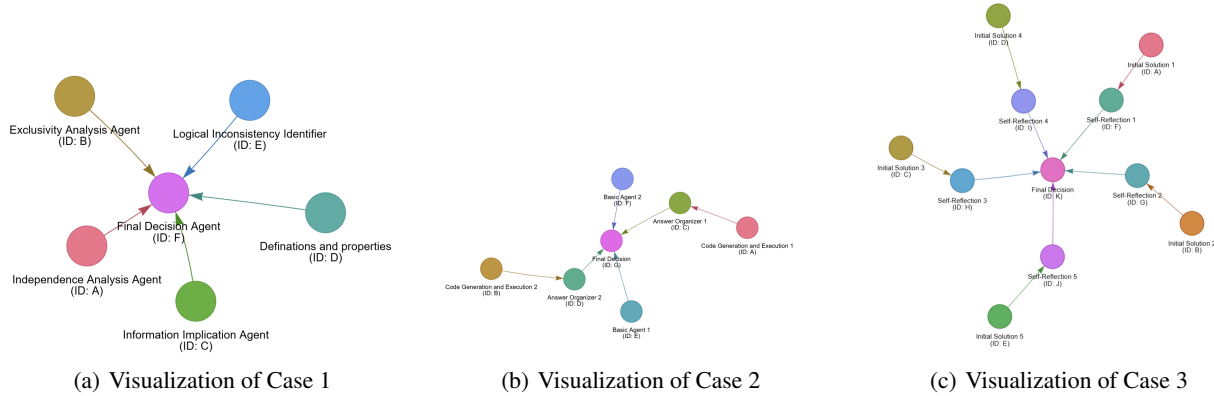 Exclusivity Analysis Agent
(ID: B)
Logical Inconsistency Identifier
(ID: E)
Final Decision Agent
(ID: F)
Definations and properties
(ID: D)
Independence Analysis Agent
(ID: A)
Information Implication Agent
(ID: C)
(a) Visualization of Case 1
Basic Agent 2
(ID: F)
Answer Organizer 1
(ID: C)
Code Generation and Execution 1
(ID: A)
Final Decision
(ID: G)
Code Generation and Execution 2
(ID: B)
Answer Organizer 2
(ID: D)
Basic Agent 1
(ID: E)
(b) Visualization of Case 2
Initial Solution 4
(ID: D)
Initial Solution 1
(ID: A)
Self-Reflection 4
(ID: I)
Self-Reflection 1
(ID: F)
Initial Solution 3
(ID: C)
Final Decision
(ID: K)
Self-Reflection 3
(ID: H)
Self-Reflection 2
(ID: G)
Initial Solution 2
(ID: B)
Self-Reflection 5
(ID: J)
Initial Solution 5
(ID: E)
(c) Visualization of Case 3